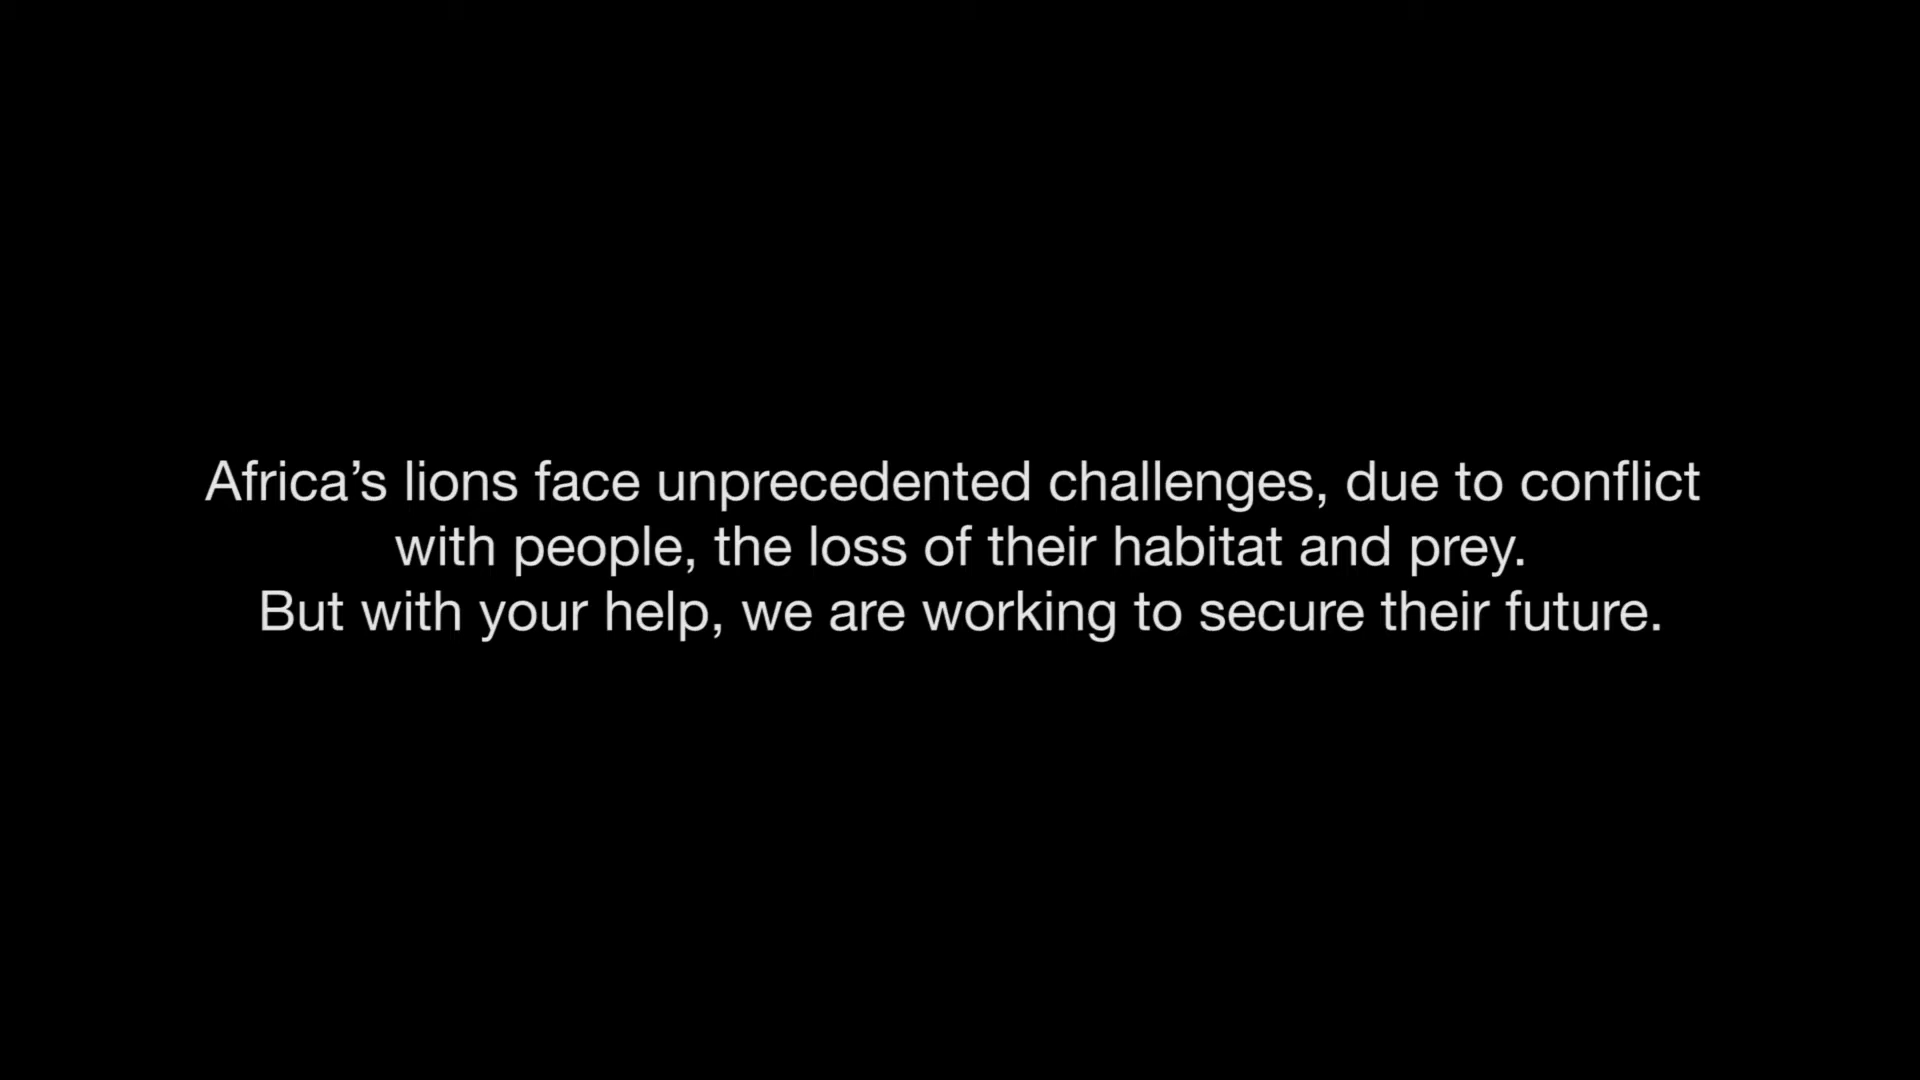 Africa’s lions face unprecedented challenges, due to conflict
with people, the loss of their habitat and prey.
But with your help, we are working to secure their future.